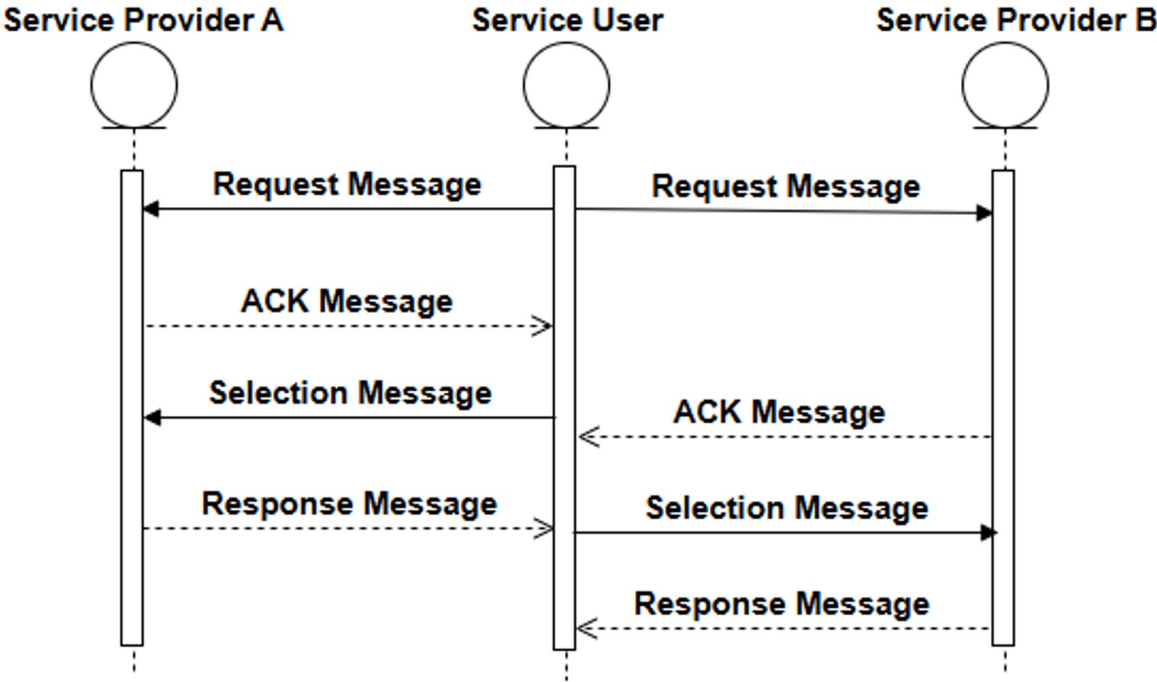 Service Provider A
Service User
Service Provider B
Request Message
Request Message
ACK Message
Selection Message
ACK Message
Response Message
Selection Message
Response Message